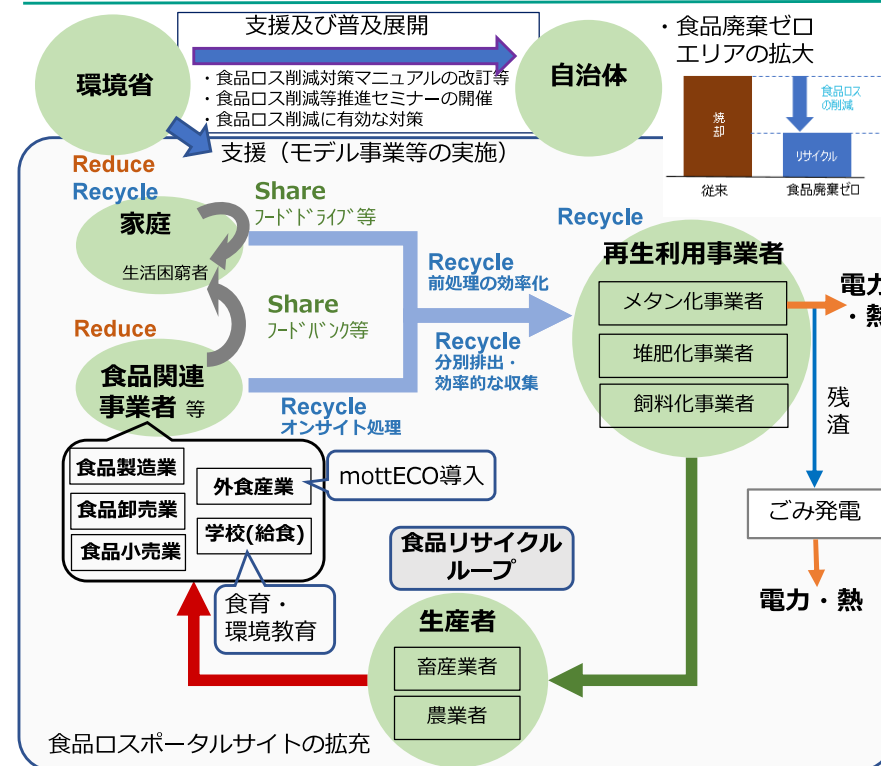 支援及び普及展開
環境省
・食品ロス削減対策マニュアルの改訂等
・食品ロス削減等推進セミナーの開催
・食品ロス削減に有効な対策
自治体
・食品廃棄ゼロ
エリアの拡大
焼却
食品ロス
の削減
リサイクル
従来
食品廃棄ゼロ
支援（モデル事業等の実施）
Reduce
Recycle
家庭
生活困窮者
Share
ﾌｰﾄﾞﾄﾞﾗｲﾌﾞ等
Share
ﾌｰﾄﾞﾊﾞﾝｸ等
Reduce
食品関連
事業者 等
Recycle
前処理の効率化
Recycle
分別排出・
効率的な収集
Recycle
オンサイト処理
Recycle
再生利用事業者
メタン化事業者
堆肥化事業者
飼料化事業者
電力
・熱
残渣
ごみ発電
電力・熱
食品製造業
食品卸売業
食品小売業
外食産業
学校(給食)
mottECO導入
食育・
環境教育
食品リサイクル
ループ
生産者
畜産業者
農業者
食品ロスポータルサイトの拡充